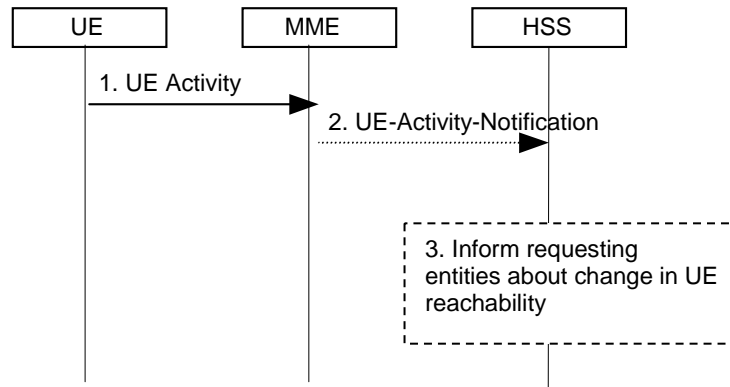 UE
MME
HSS
1. UE Activity
2. UE-Activity-Notification
3. Inform requesting
entities about change in UE
reachability